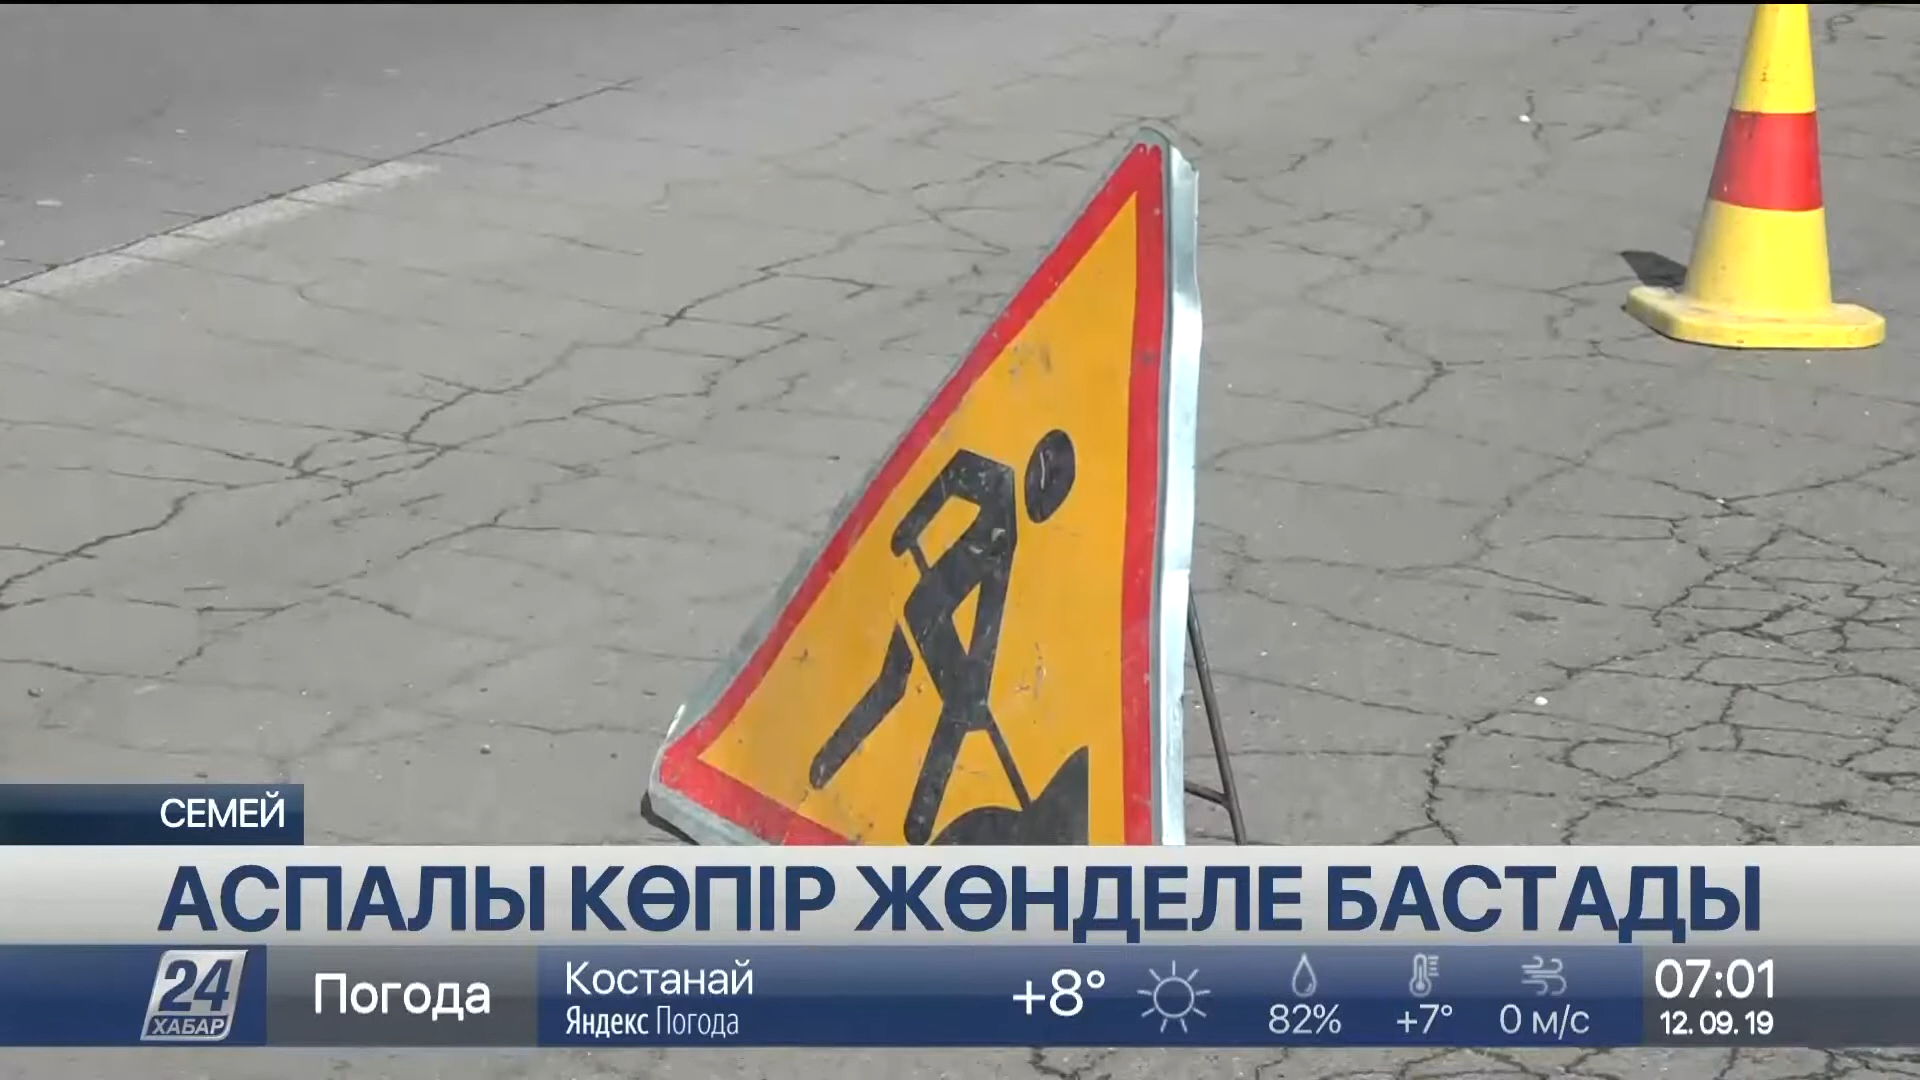 СЕМЕЙ
АСПАЛЫ КӨПІР ЖӨНДЕЛЕ БАСТАДЫ
24
ХАБАР
Погода
Костанай
Яндекс Погода
+8°
82%
+7°
0 м/с
07:01
12.09.19